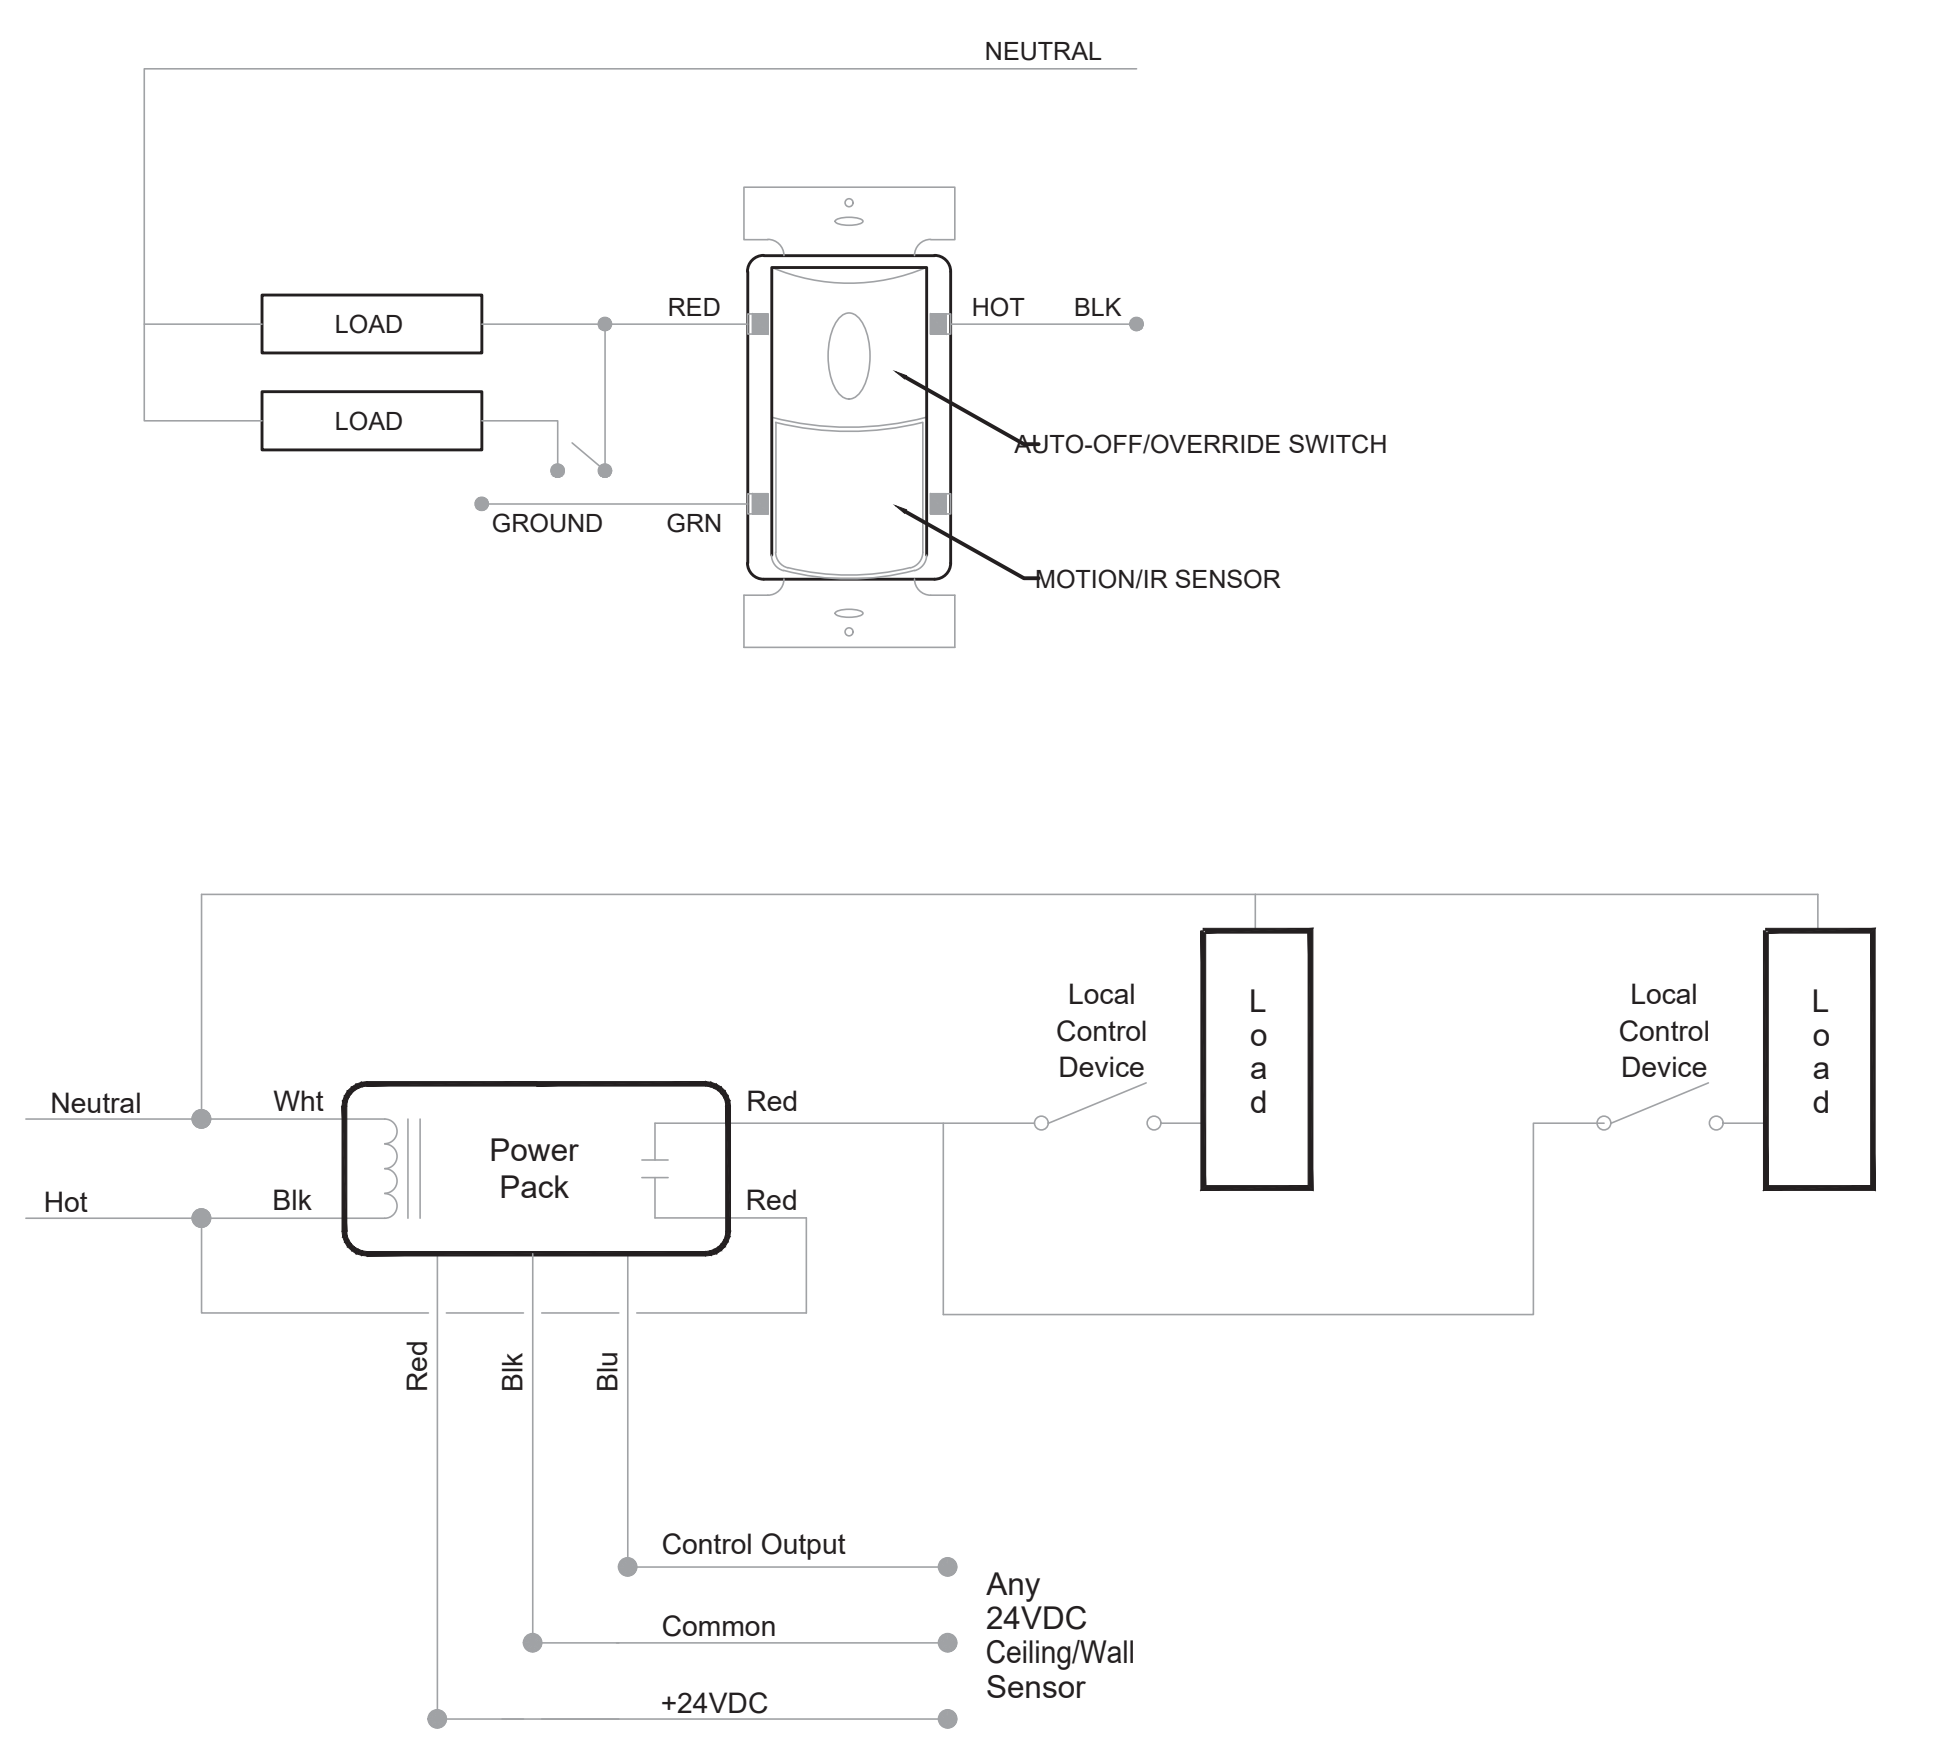 NEUTRAL
RED
HOT
BLK
LOAD
LOAD
AUTO-OFF/OVERRIDE SWITCH
GROUND
GRN
MOTION/IR SENSOR
Local
Control
Device
Load
Local
Control
Device
Load
Neutral
Wht
Power
Pack
Red
Hot
Blk
Red
Red
Blk
Blu
Control Output
Common
+24VDC
Any
24VDC
Ceiling/Wall
Sensor